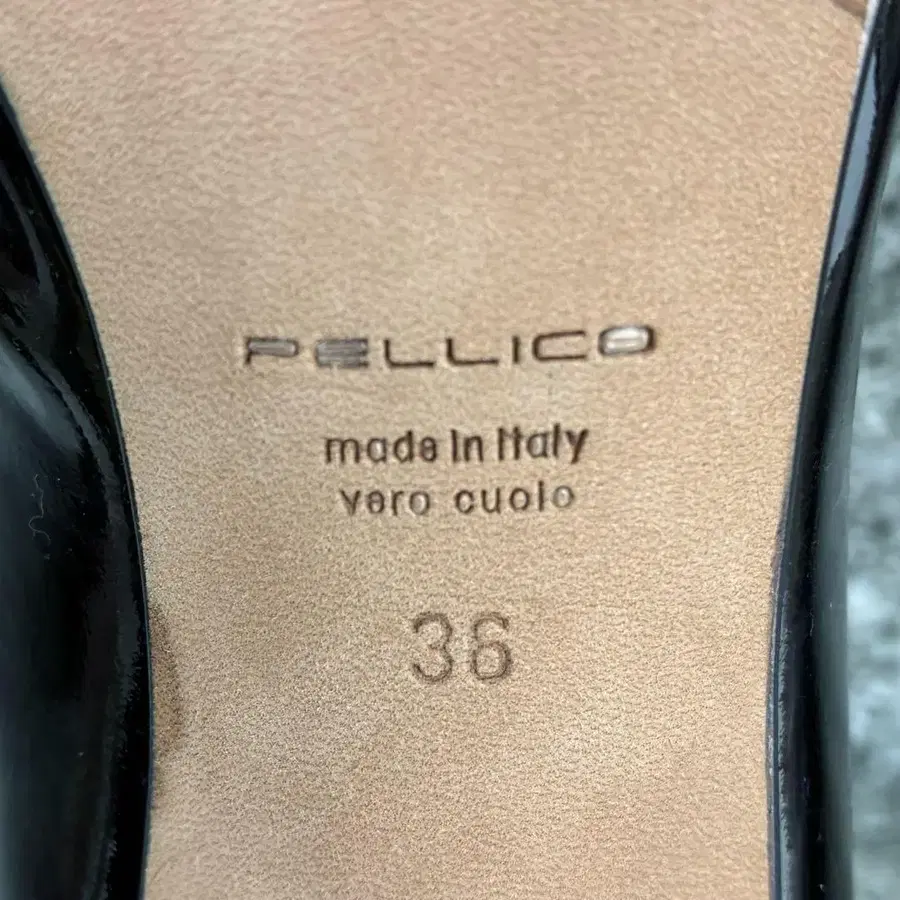 PELLICO
made in Italy
vero cuoio
36